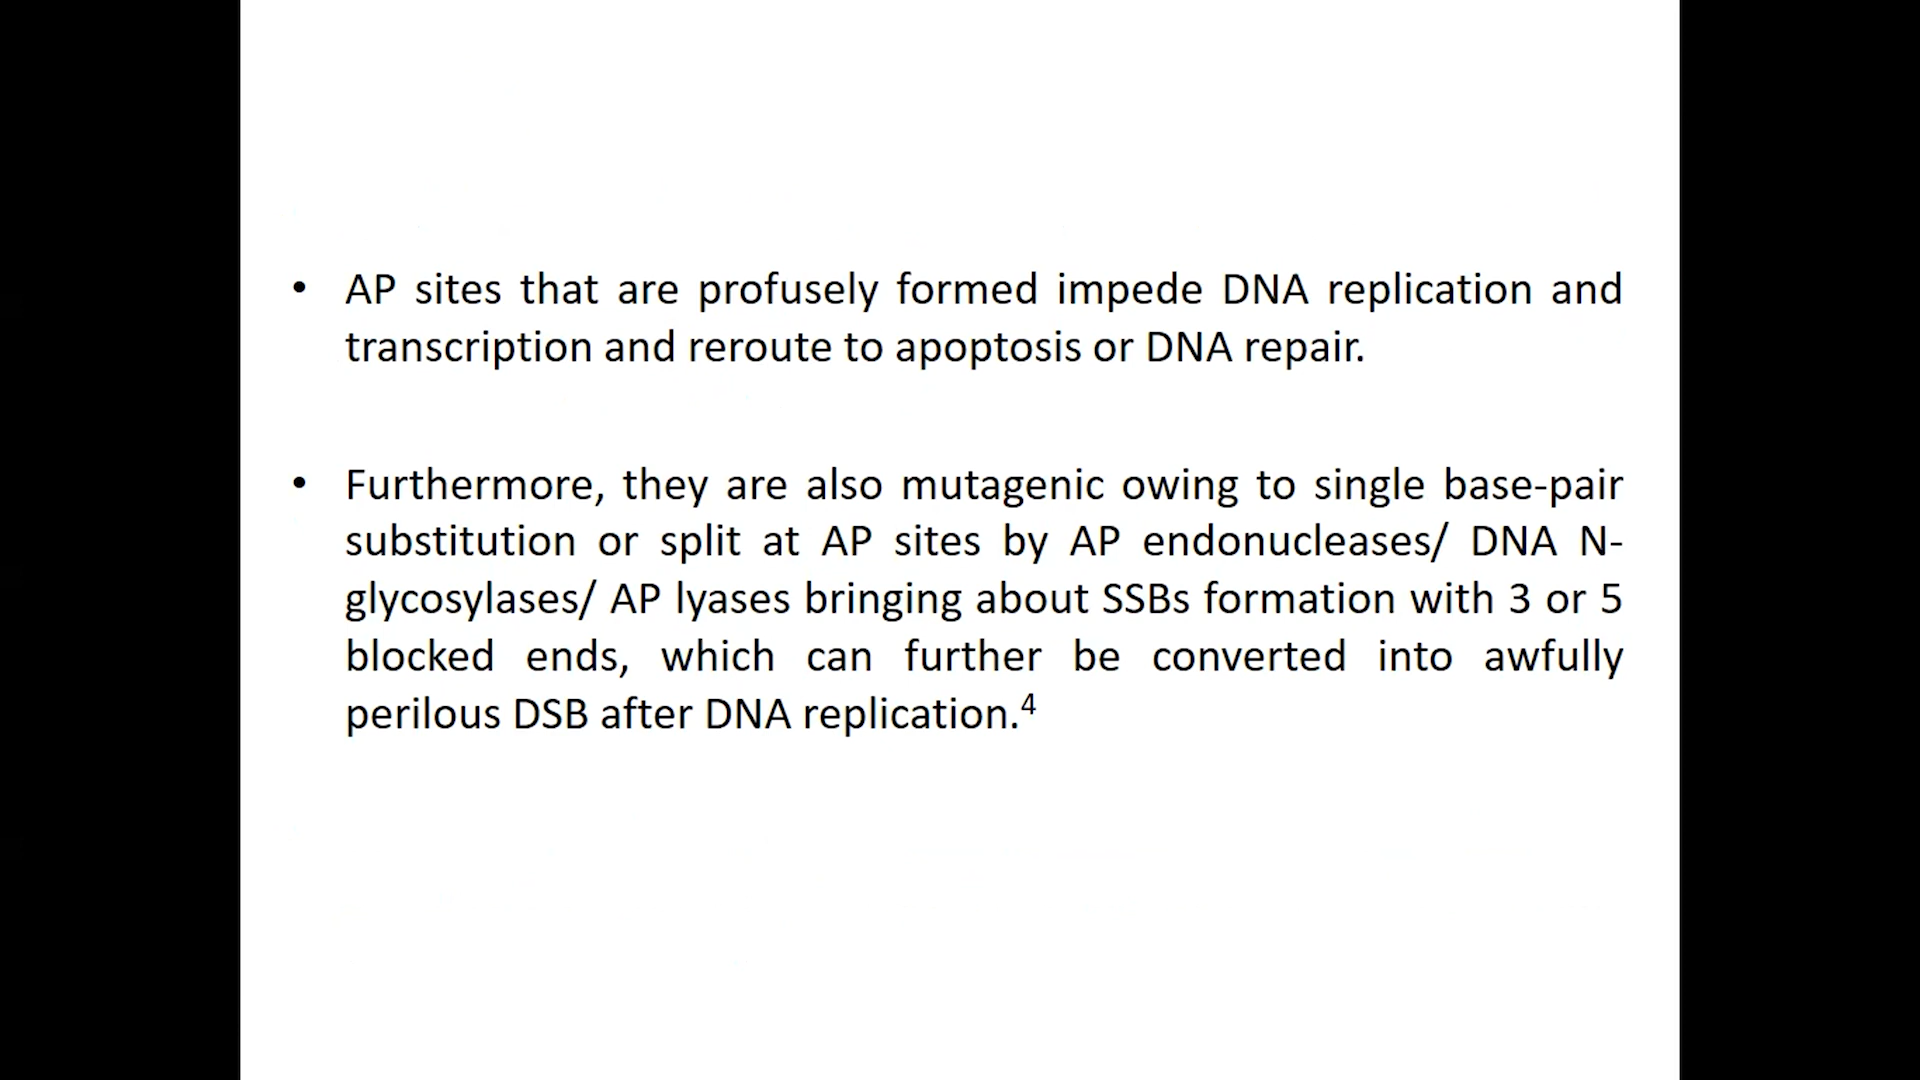 • AP sites that are profusely formed impede DNA replication and
transcription and reroute to apoptosis or DNA repair.
• Furthermore, they are also mutagenic owing to single base-pair
substitution or split at AP sites by AP endonucleases/ DNA N-
glycosylases/ AP lyases bringing about SSBs formation with 3 or 5
blocked ends, which can further be converted into awfully
perilous DSB after DNA replication.⁴